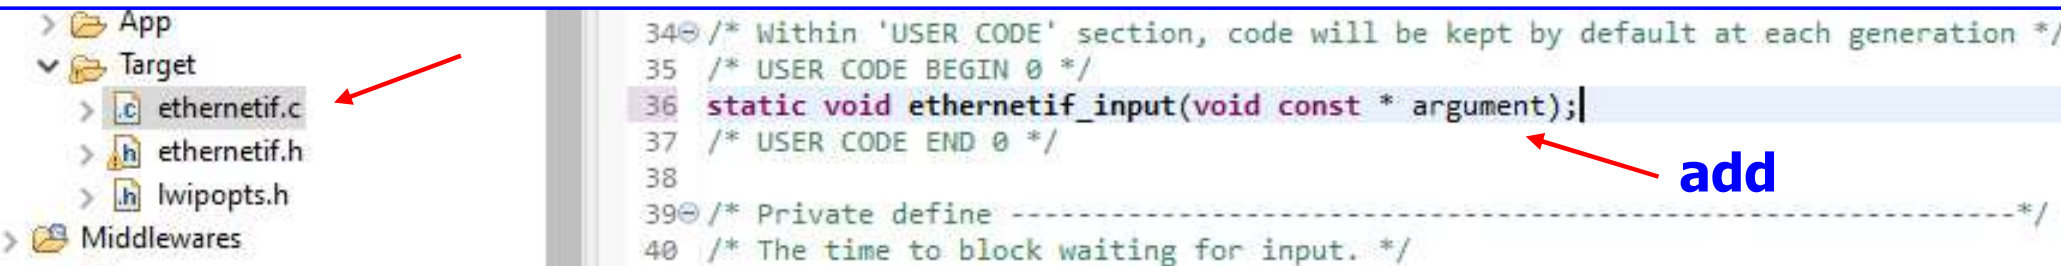 App
Target
.c ethernetif.c
.h ethernetif.h
.h lwipopts.h
Middlewares
34 /* Within 'USER CODE' section, code will be kept by default at each generation */
35 /* USER CODE BEGIN 0 */
36 static void ethernetif_input(void const * argument);
37 /* USER CODE END 0 */
38
39 /* Private define ------------------------------------------------------------*/
40 /* The time to block waiting for input. */
add